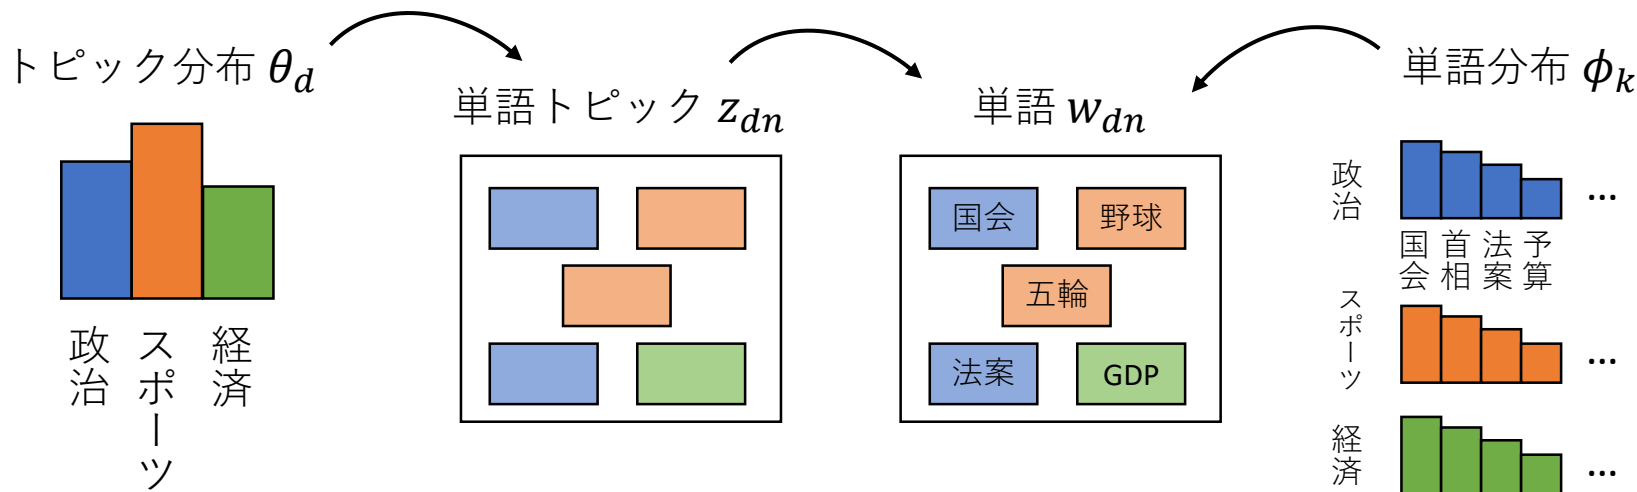 トピック分布 θd
単語トピック zdn
単語 wdn
単語分布 ϕk
政治
スポーツ
経済
国会
野球
五輪
法案
GDP
政治
...
国会
首相
法案
予算
スポーツ
...
経済
...